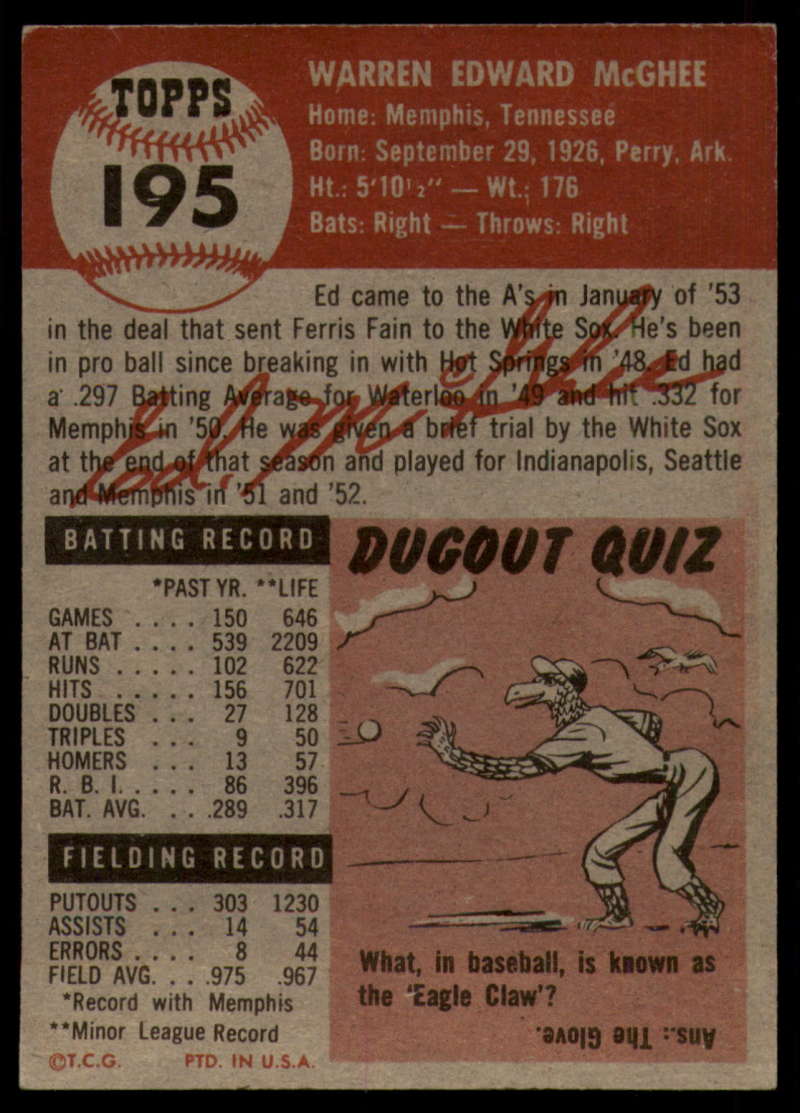 TOPPS
195
WARREN EDWARD McGHEE
Home: Memphis, Tennessee
Born: September 29, 1926, Perry, Ark.
Ht.: 5'10½" — Wt.: 176
Bats: Right — Throws: Right
Ed came to the A's in January of '53
in the deal that sent Ferris Fain to the White Sox. He's been
in pro ball since breaking in with Hot Springs in '48. Ed had
a .297 Batting Average for Waterloo in '49 and hit .332 for
Memphis in '50. He was given a brief trial by the White Sox
at the end of that season and played for Indianapolis, Seattle
and Memphis in '51 and '52.
Ed. McGhee
BATTING RECORD
*PAST YR. **LIFE
GAMES . . . . 150 646
AT BAT . . . . 539 2209
RUNS . . . . . 102 622
HITS . . . . . . 156 701
DOUBLES . . . 27 128
TRIPLES . . . 9 50
HOMERS . . . 13 57
R. B. I. . . . . 86 396
BAT. AVG. . . .289 .317
FIELDING RECORD
PUTOUTS . . . 303 1230
ASSISTS . . . 14 54
ERRORS . . . . 8 44
FIELD AVG. . . .975 .967
*Record with Memphis
**Minor League Record
©T.C.G. PTD. IN U.S.A.
DUGOUT QUIZ
What, in baseball, is known as
the 'Eagle Claw'?
Ans.: The Glove.